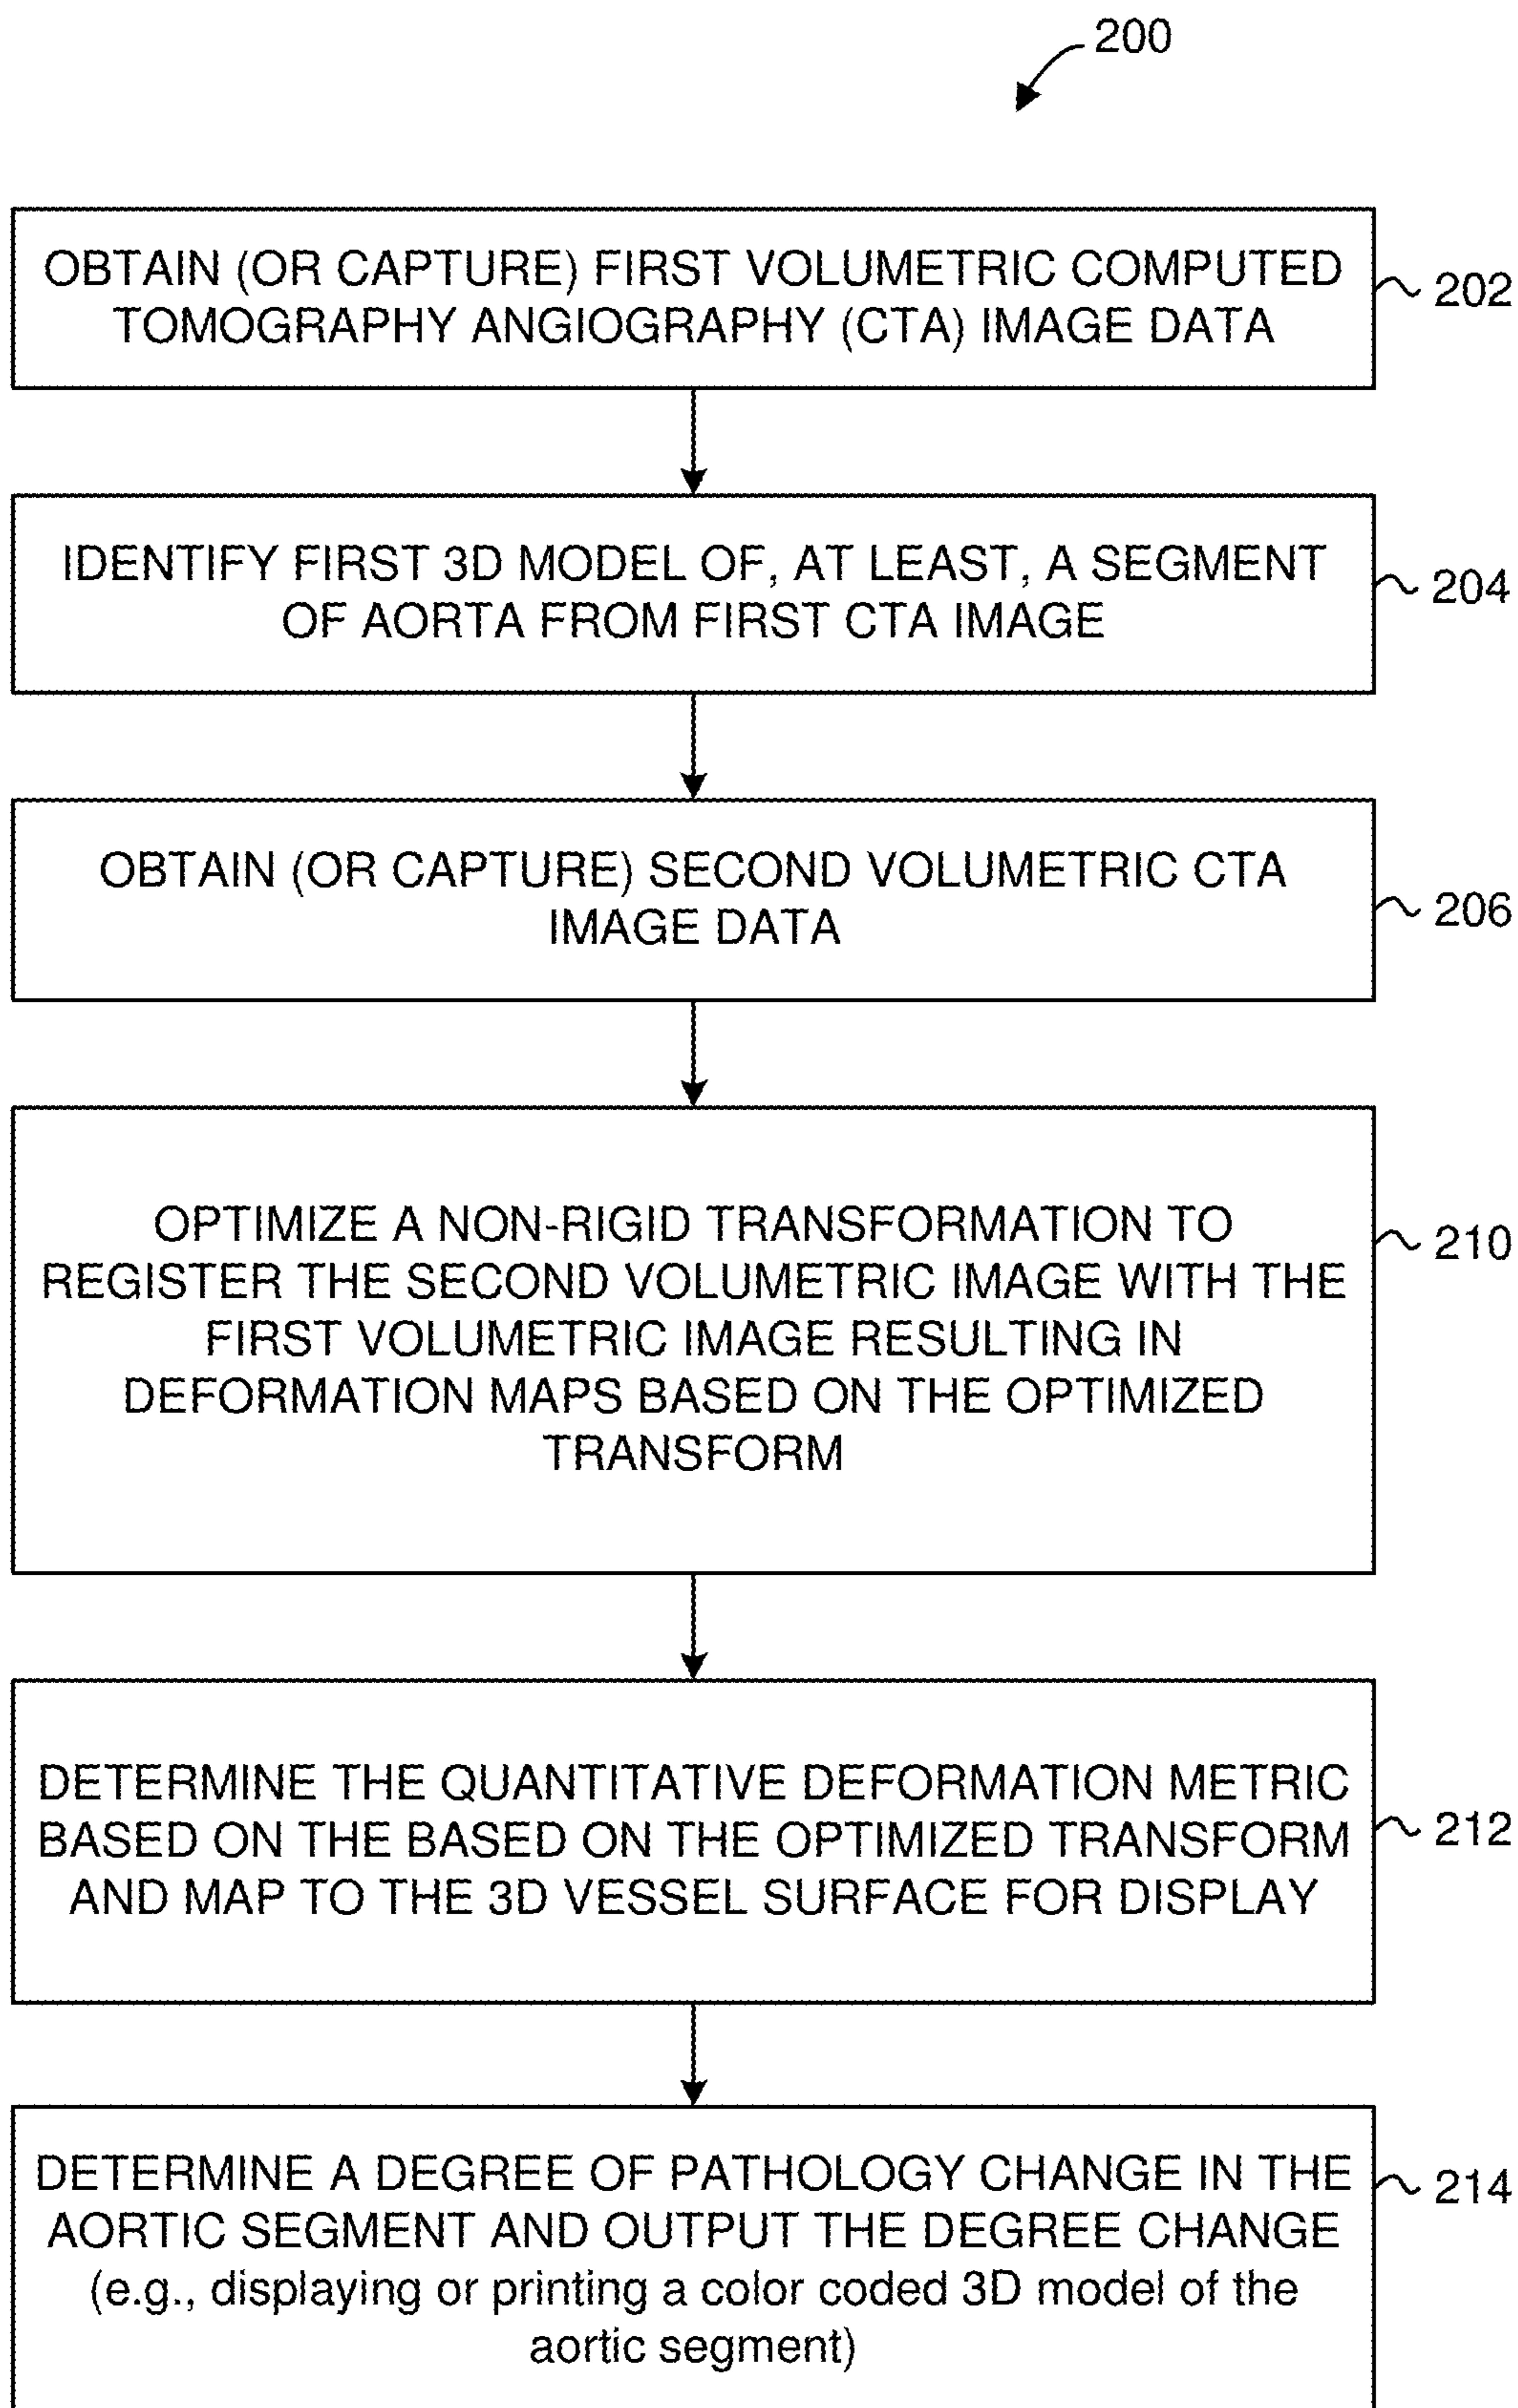 200
OBTAIN (OR CAPTURE) FIRST VOLUMETRIC COMPUTED
TOMOGRAPHY ANGIOGRAPHY (CTA) IMAGE DATA
202
IDENTIFY FIRST 3D MODEL OF, AT LEAST, A SEGMENT
OF AORTA FROM FIRST CTA IMAGE
204
OBTAIN (OR CAPTURE) SECOND VOLUMETRIC CTA
IMAGE DATA
206
OPTIMIZE A NON-RIGID TRANSFORMATION TO
REGISTER THE SECOND VOLUMETRIC IMAGE WITH THE
FIRST VOLUMETRIC IMAGE RESULTING IN
DEFORMATION MAPS BASED ON THE OPTIMIZED
TRANSFORM
210
DETERMINE THE QUANTITATIVE DEFORMATION METRIC
BASED ON THE BASED ON THE OPTIMIZED TRANSFORM
AND MAP TO THE 3D VESSEL SURFACE FOR DISPLAY
212
DETERMINE A DEGREE OF PATHOLOGY CHANGE IN THE
AORTIC SEGMENT AND OUTPUT THE DEGREE CHANGE
(e.g., displaying or printing a color coded 3D model of the
aortic segment)
214